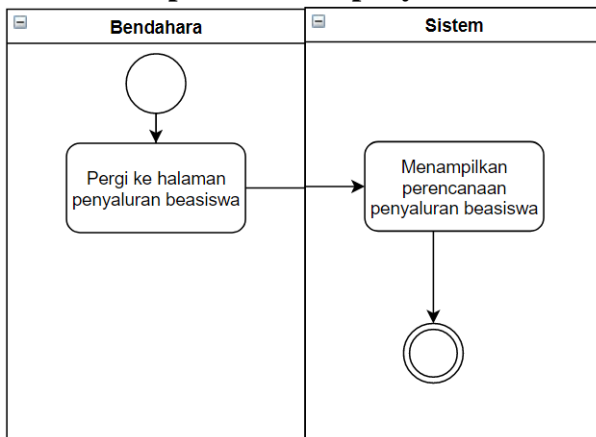 Bendahara
Sistem
Pergi ke halaman
penyaluran beasiswa
Menampilkan
perencanaan
penyaluran beasiswa